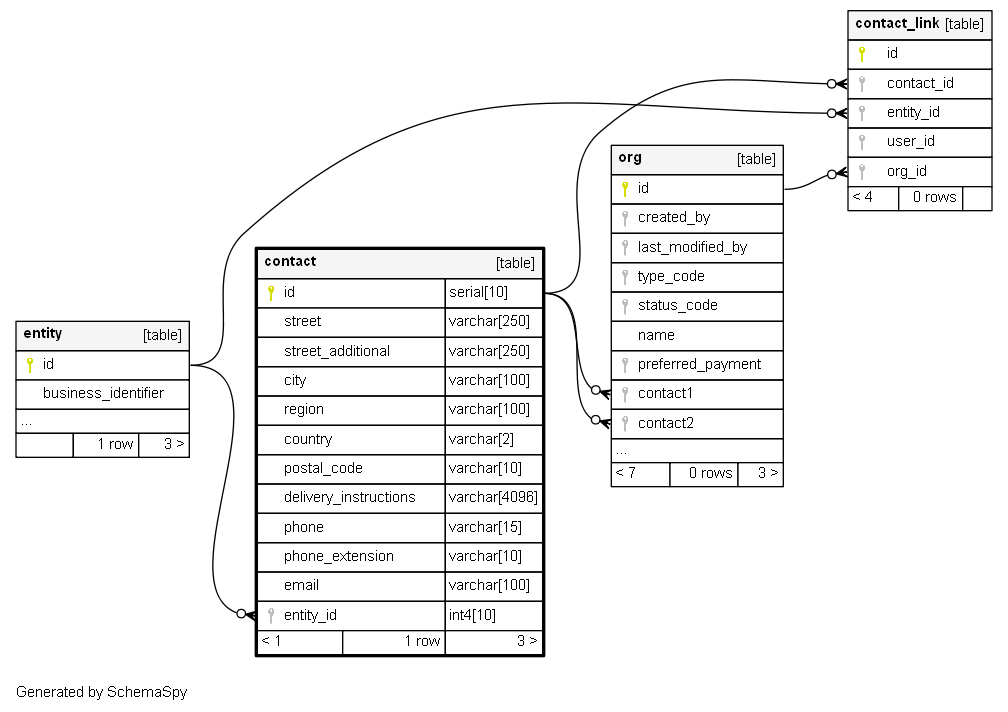 contact_link [table]
id
contact_id
entity_id
user_id
org_id
< 4 0 rows
org [table]
id
created_by
last_modified_by
type_code
status_code
name
preferred_payment
contact1
contact2
...
< 7 0 rows 3 >
contact [table]
id serial[10]
street varchar[250]
street_additional varchar[250]
city varchar[100]
region varchar[100]
country varchar[2]
postal_code varchar[10]
delivery_instructions varchar[4096]
phone varchar[15]
phone_extension varchar[10]
email varchar[100]
entity_id int4[10]
< 1 1 row 3 >
entity [table]
id
business_identifier
...
1 row 3 >
Generated by SchemaSpy